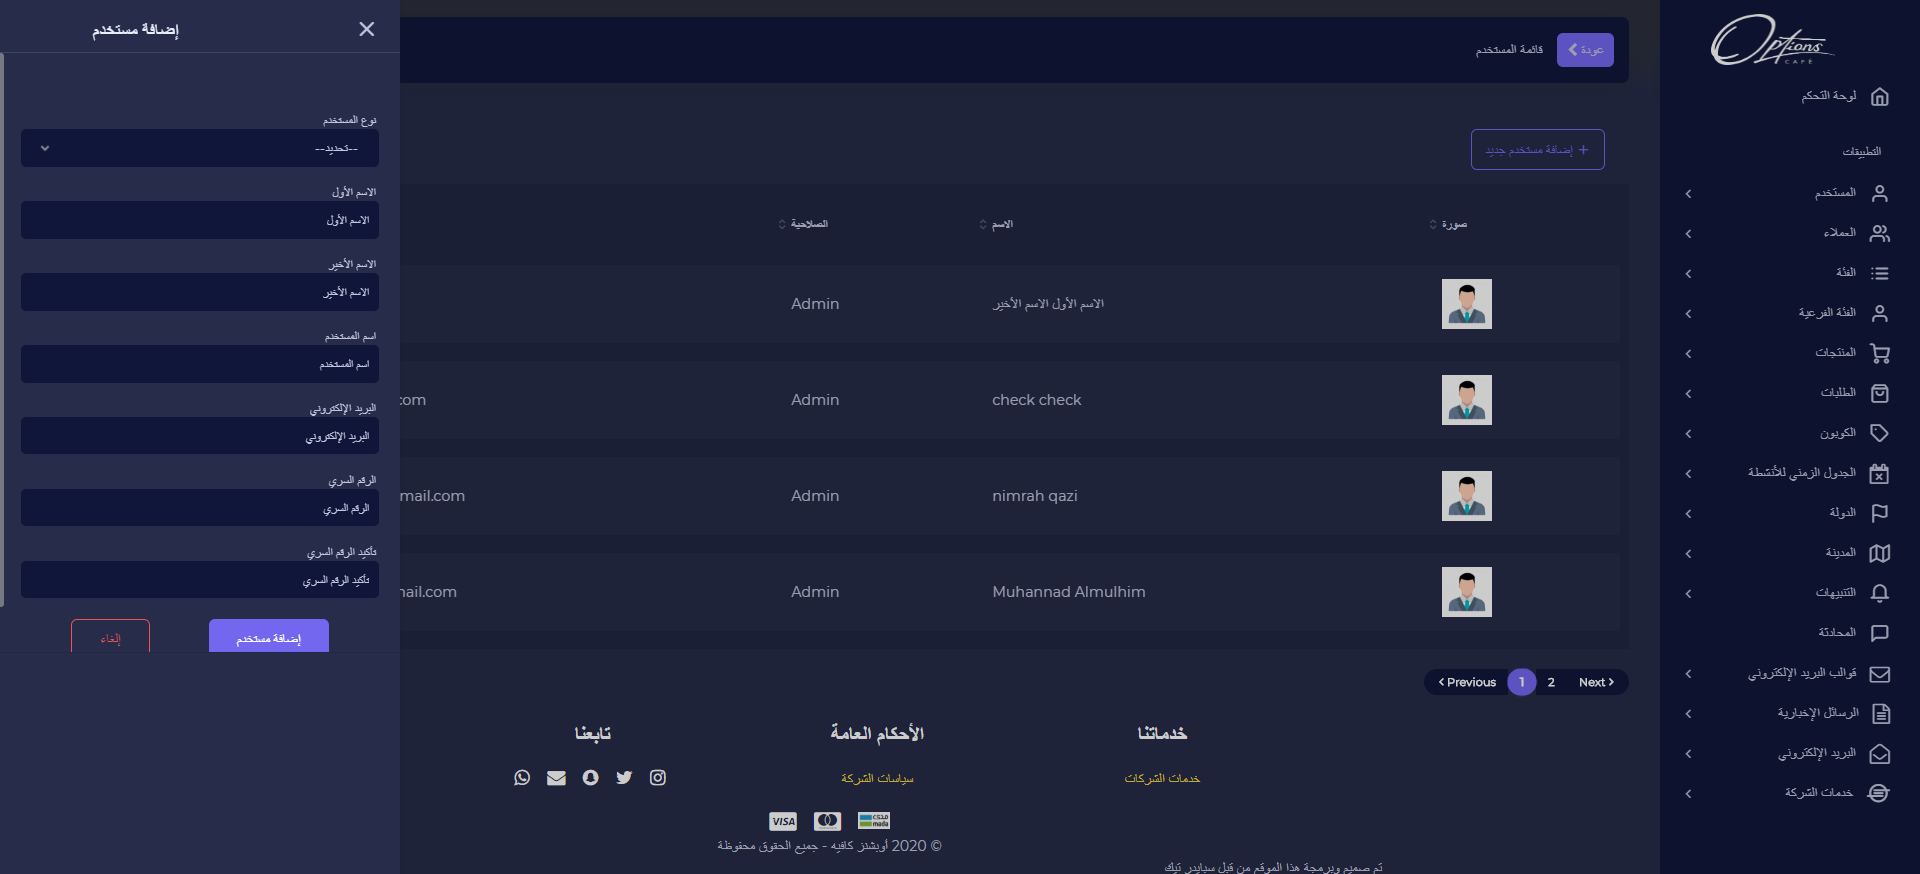 Options
CAFÉ
لوحة التحكم
التطبيقات
المستخدم
العملاء
الفئة
الفئة الفرعية
المنتجات
الطلبات
الكوبون
الجدول الزمني للأنشطة
الدولة
المدينة
التنبيهات
المحادثة
قوالب البريد الإلكتروني
الرسائل الإخبارية
البريد الإلكتروني
خدمات الشركة
عودة
قائمة المستخدم
إضافة مستخدم جديد
صورة الاسم الصلاحية
الاسم الأول الاسم الأخير Admin
check check Admin com
nimrah qazi Admin mail.com
Muhannad Almulhim Admin ail.com
Previous 1 2 Next
خدماتنا
خدمات الشركات
الأحكام العامة
سياسات الشركة
تابعنا
مدى mada
VISA
© 2020 أوبشنز كافيه - جميع الحقوق محفوظة
تم صميم وبرمجة هذا الموقم من قبل سبايدر تيك
إضافة مستخدم
نوع المستخدم
--تحديد--
الاسم الأول
الاسم الأول
الاسم الأخير
الاسم الأخير
اسم المستخدم
اسم المستخدم
البريد الإلكتروني
البريد الإلكتروني
الرقم السري
الرقم السري
تأكيد الرقم السري
تأكيد الرقم السري
إضافة مستخدم
إلغاء